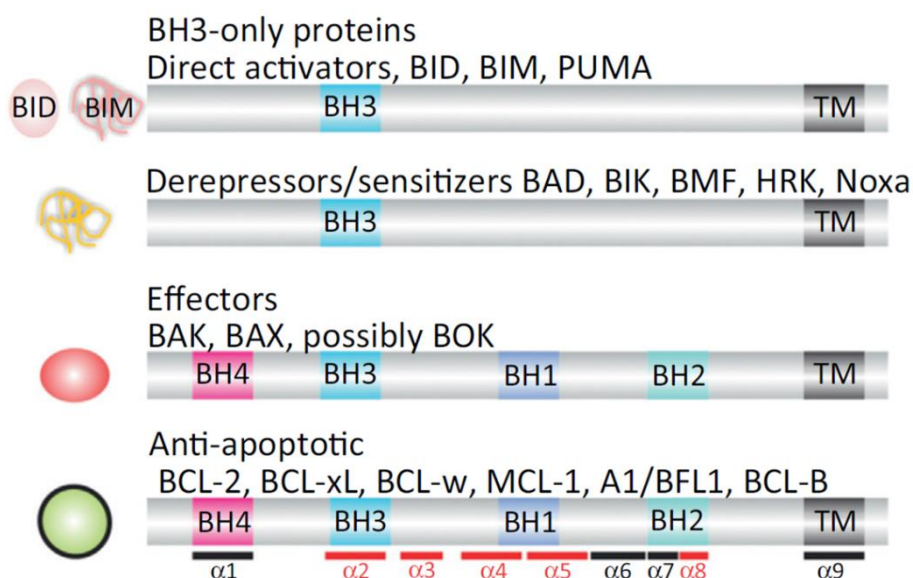 BH3-only proteins
Direct activators, BID, BIM, PUMA
BID BIM BH3 TM
Derepressors/sensitizers BAD, BIK, BMF, HRK, Noxa
BH3 TM
Effectors
BAK, BAX, possibly BOK
BH4 BH3 BH1 BH2 TM
Anti-apoptotic
BCL-2, BCL-xL, BCL-w, MCL-1, A1/BFL1, BCL-B
BH4 BH3 BH1 BH2 TM
α1 α2 α3 α4 α5 α6 α7 α8 α9